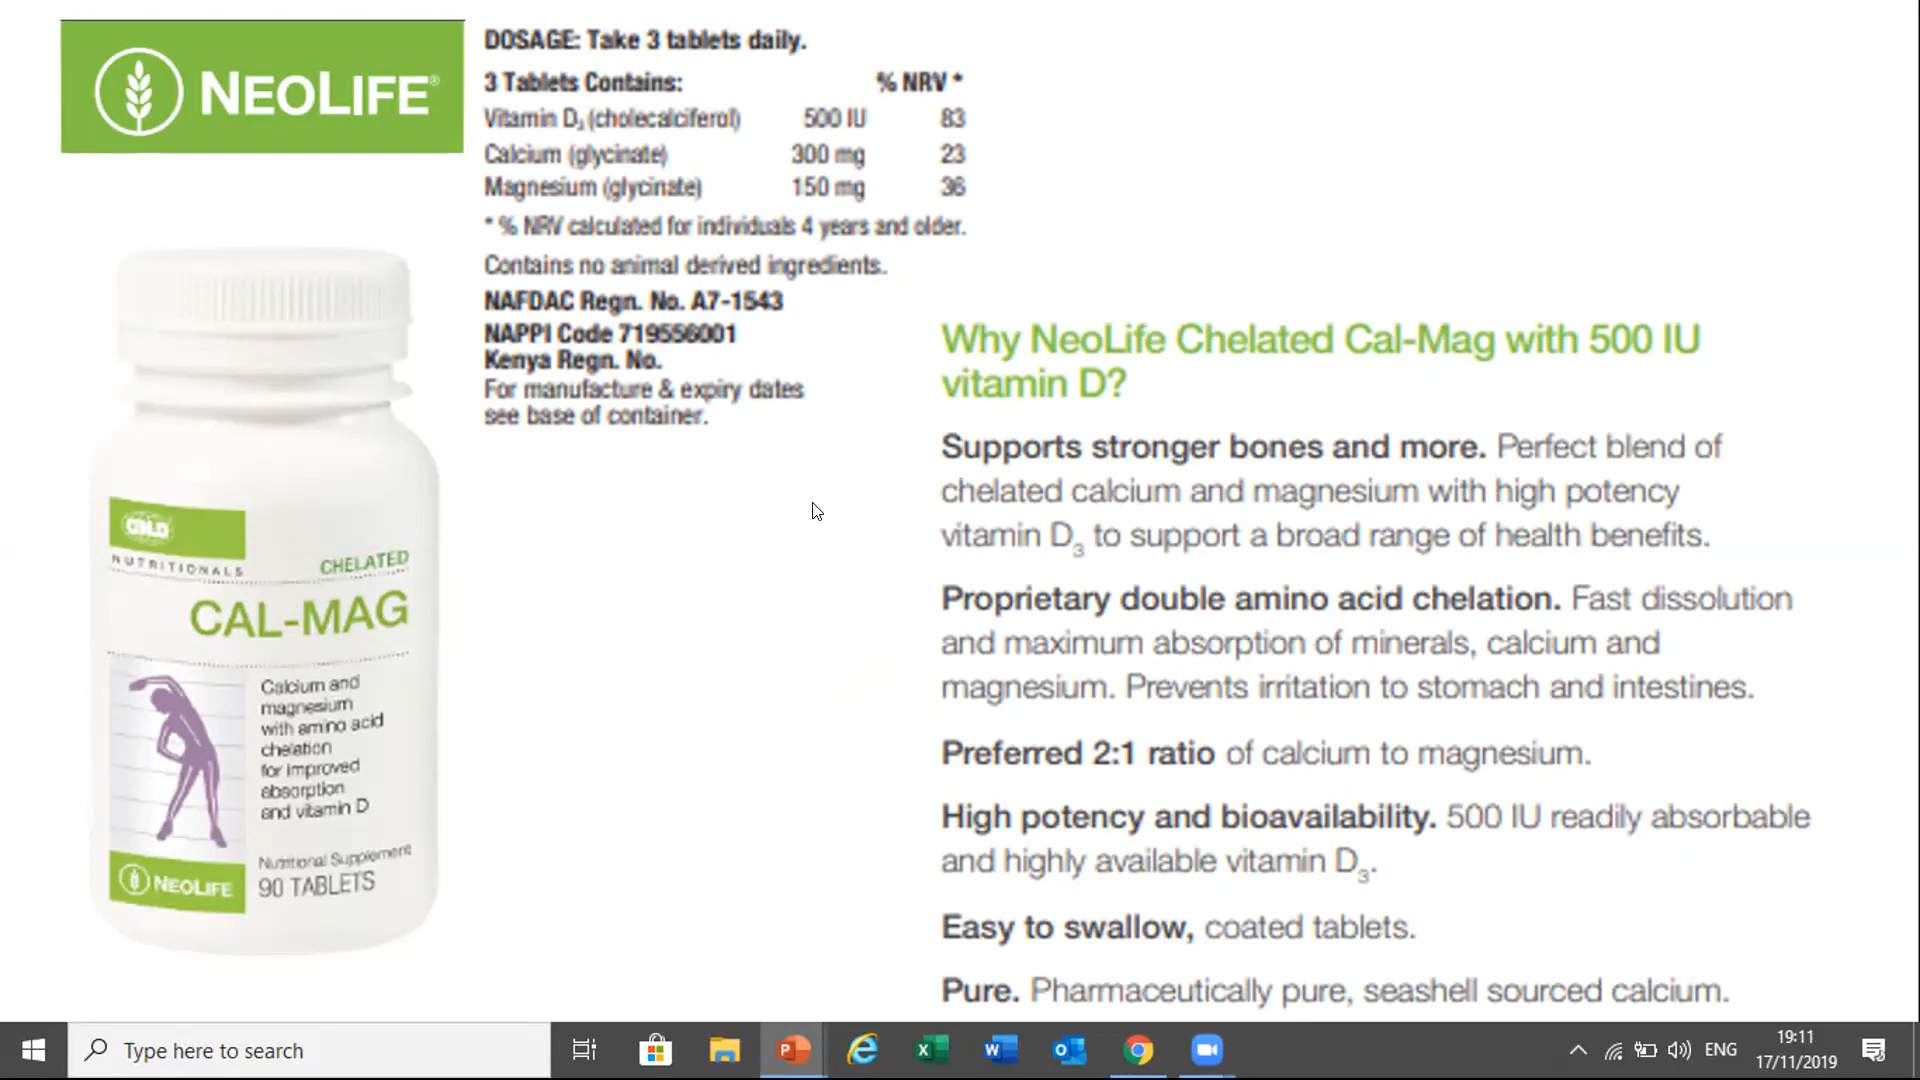 NEOLIFE®
DOSAGE: Take 3 tablets daily.
3 Tablets Contains: % NRV *
Vitamin D3 (cholecalciferol) 500 IU 83
Calcium (glycinate) 300 mg 23
Magnesium (glycinate) 150 mg 36
* % NRV calculated for individuals 4 years and older.
Contains no animal derived ingredients.
NAFDAC Regn. No. A7-1543
NAPPI Code 719556001
Kenya Regn. No.
For manufacture & expiry dates
see base of container.
GNLD
NUTRITIONALS
CHELATED
CAL-MAG
Calcium and
magnesium
with amino acid
chelation
for improved
absorption
and vitamin D
Nutritional Supplement
90 TABLETS
NEOLIFE
Why NeoLife Chelated Cal-Mag with 500 IU
vitamin D?
Supports stronger bones and more. Perfect blend of
chelated calcium and magnesium with high potency
vitamin D3 to support a broad range of health benefits.
Proprietary double amino acid chelation. Fast dissolution
and maximum absorption of minerals, calcium and
magnesium. Prevents irritation to stomach and intestines.
Preferred 2:1 ratio of calcium to magnesium.
High potency and bioavailability. 500 IU readily absorbable
and highly available vitamin D3.
Easy to swallow, coated tablets.
Pure. Pharmaceutically pure, seashell sourced calcium.
Type here to search
ENG
19:11
17/11/2019